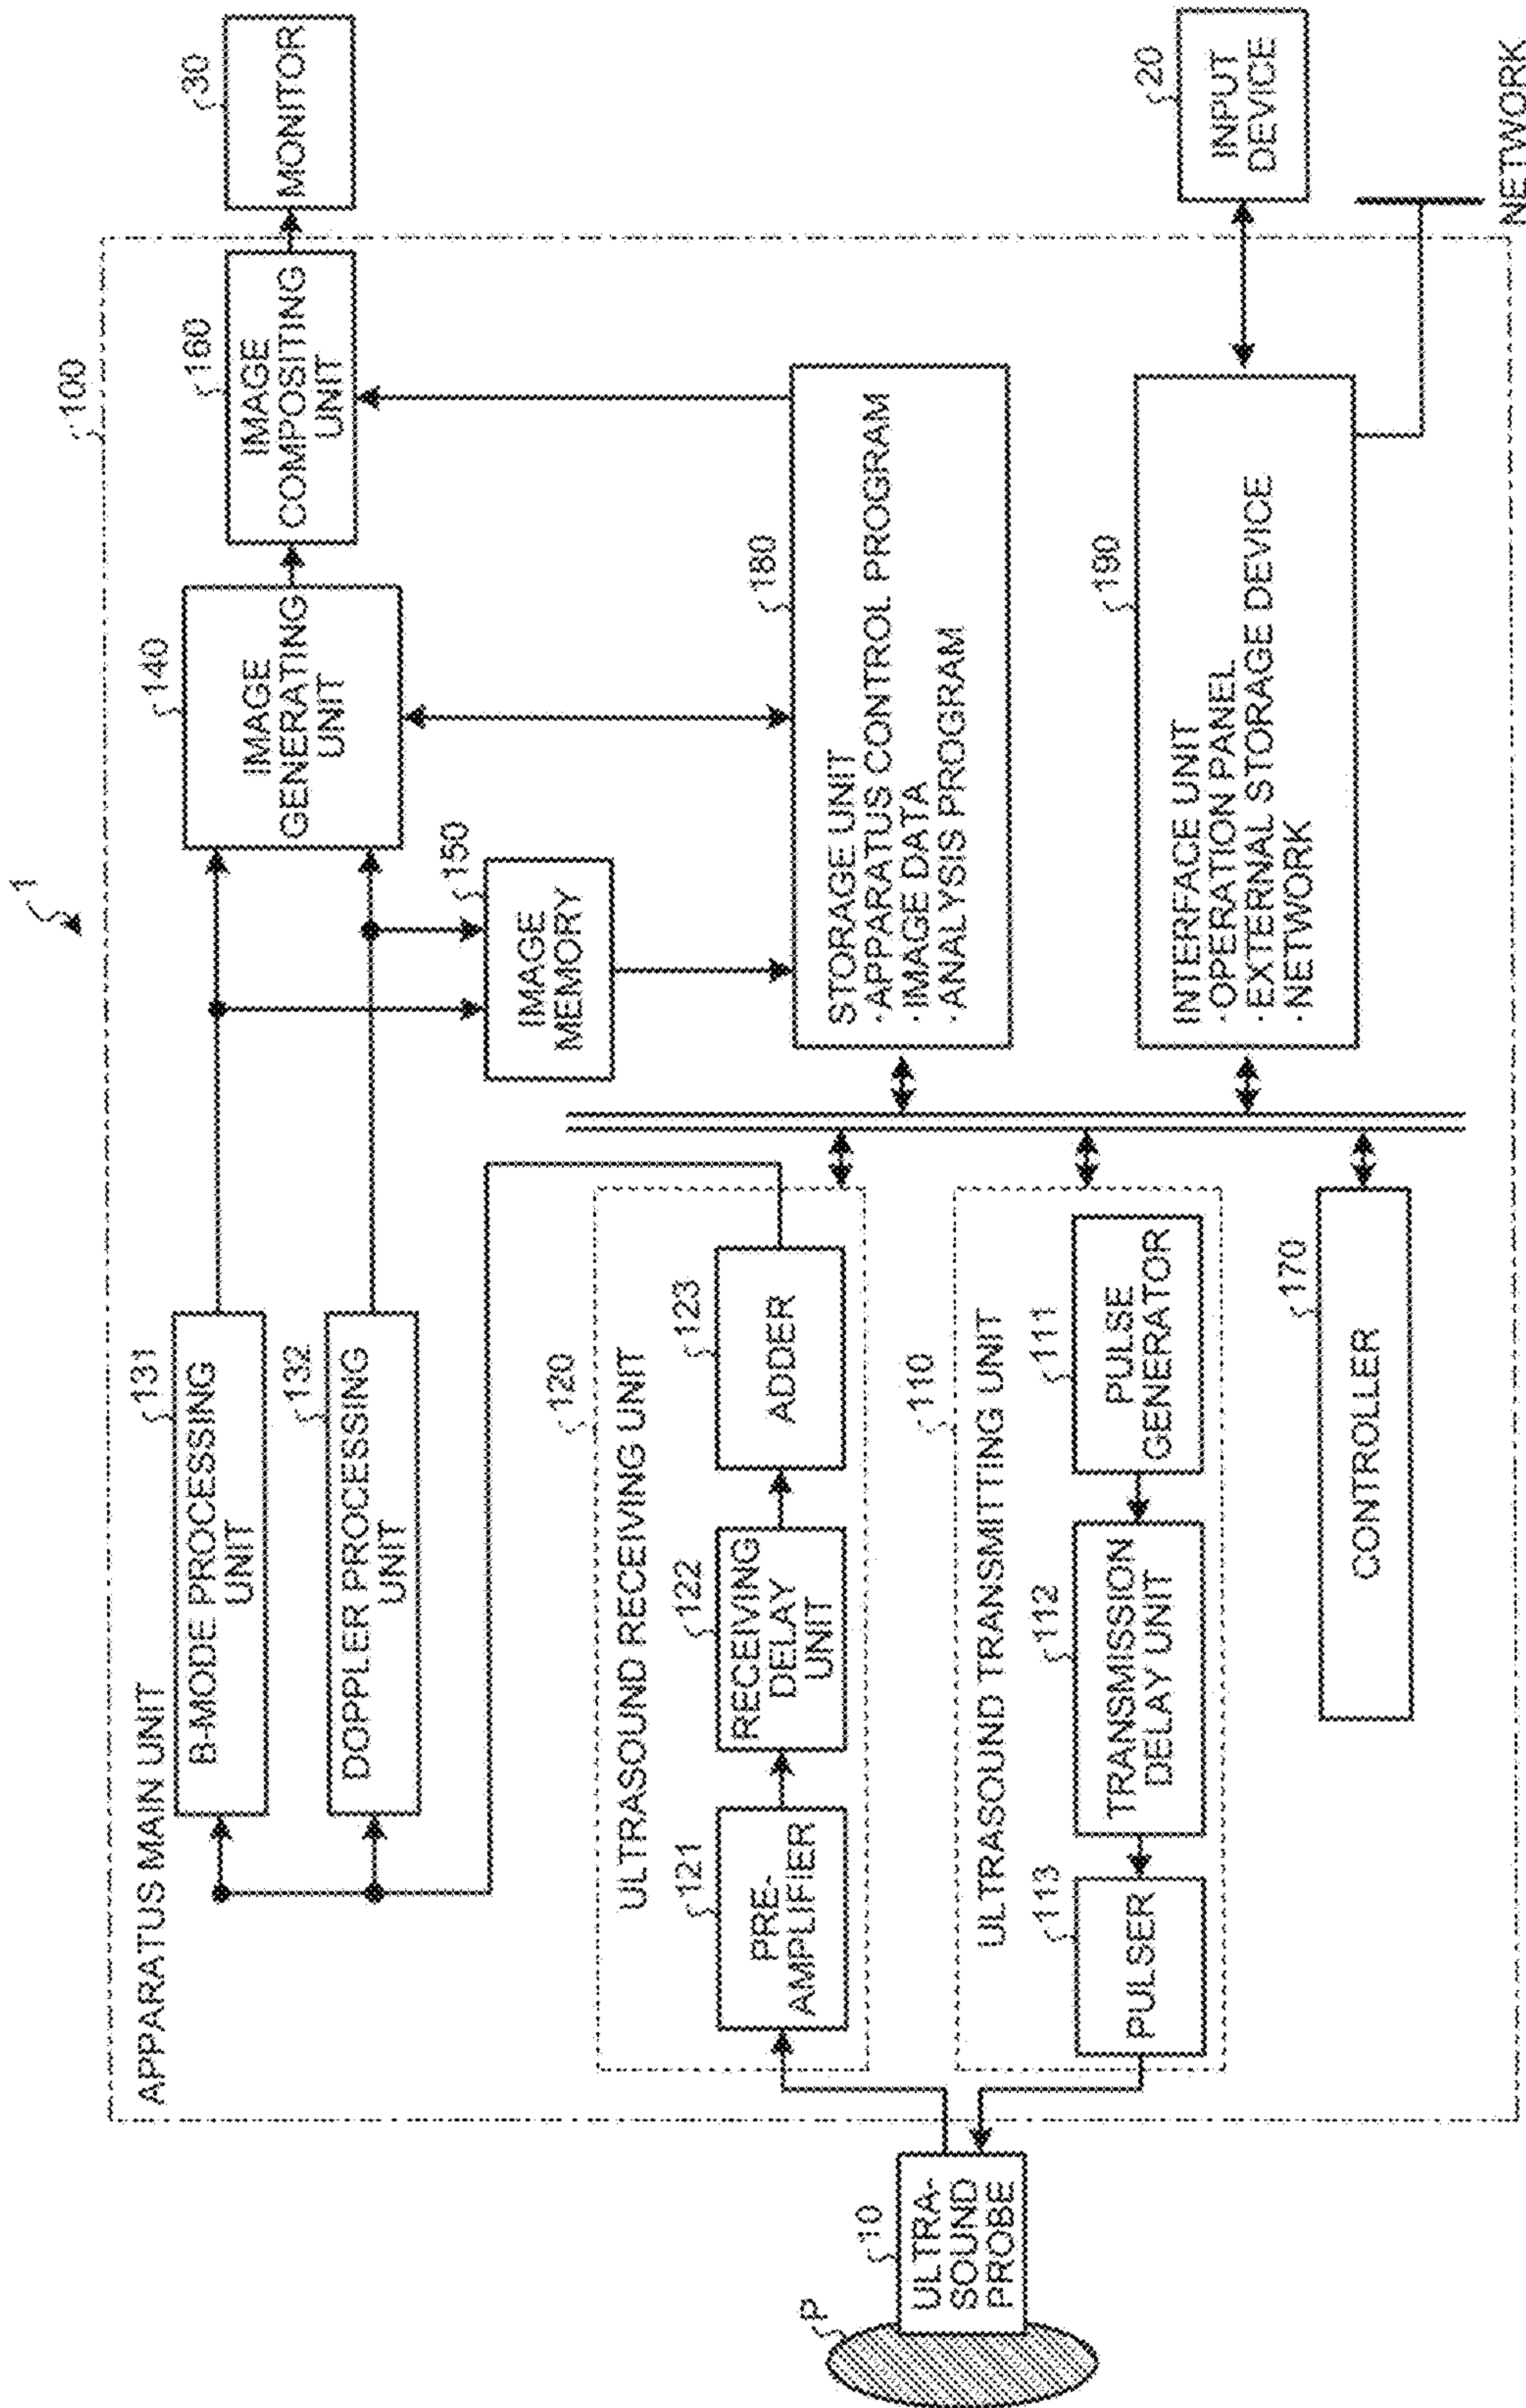 1
100
APPARATUS MAIN UNIT
131
B-MODE PROCESSING
UNIT
132
DOPPLER PROCESSING
UNIT
140
IMAGE
GENERATING
UNIT
160
IMAGE
COMPOSITING
UNIT
30
MONITOR
150
IMAGE
MEMORY
120
ULTRASOUND RECEIVING UNIT
121
PRE-
AMPLIFIER
122
RECEIVING
DELAY
UNIT
123
ADDER
180
STORAGE UNIT
·APPARATUS CONTROL PROGRAM
·IMAGE DATA
·ANALYSIS PROGRAM
P
10
ULTRA-
SOUND
PROBE
110
ULTRASOUND TRANSMITTING UNIT
113
PULSER
112
TRANSMISSION
DELAY UNIT
111
PULSE
GENERATOR
190
INTERFACE UNIT
·OPERATION PANEL
·EXTERNAL STORAGE DEVICE
·NETWORK
20
INPUT
DEVICE
170
CONTROLLER
NETWORK